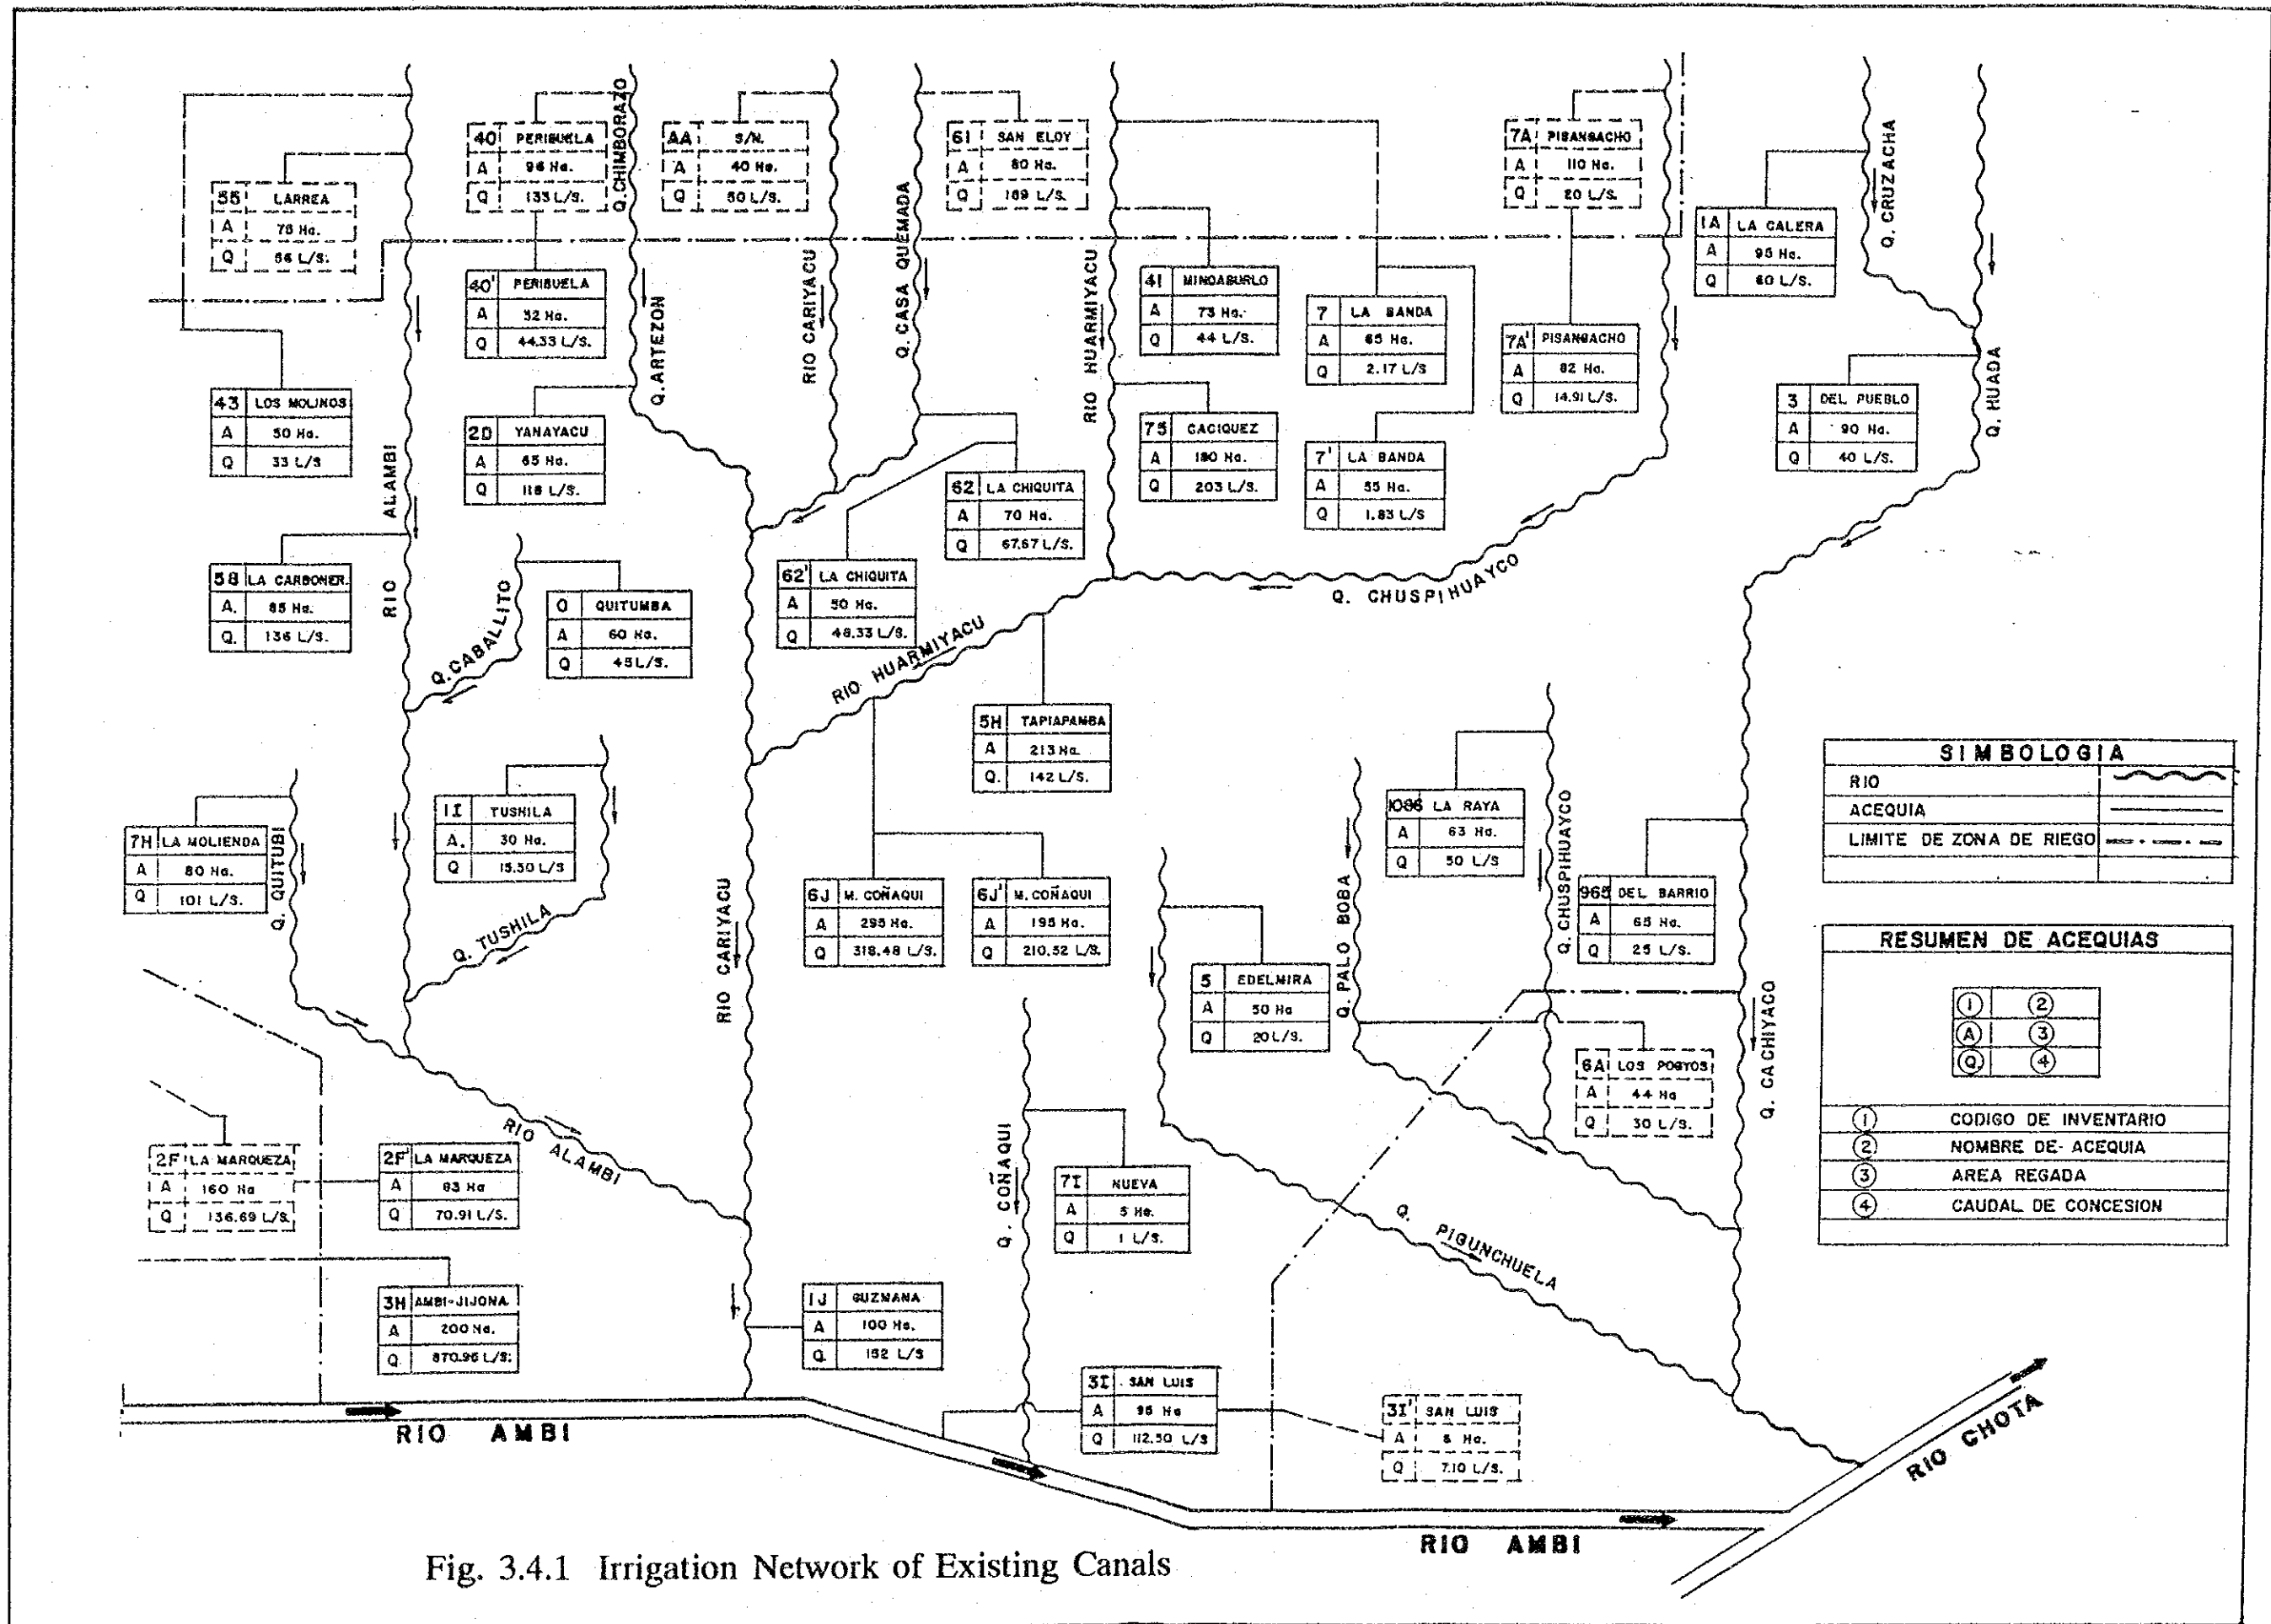 40 PERIBUELA
A 96 Ha.
Q 133 L/S.
Q. CHIMBORAZO
AA S/N.
A 40 Ha.
Q 50 L/S.
61 SAN ELOY
A 80 Ha.
Q 169 L/S.
7A PISANGACHO
A 110 Ha.
Q 20 L/S.
Q. CRUZACHA
55 LARREA
A 78 Ha.
Q 56 L/S.
1A LA CALERA
A 95 Ha.
Q 60 L/S.
40' PERIBUELA
A 32 Ha.
Q 44.33 L/S.
Q. ARTEZON
RIO CARIYACU
Q. CASA QUEMADA
RIO HUARMIYACU
41 MINDABURLO
A 73 Ha.
Q 44 L/S.
7 LA BANDA
A 65 Ha.
Q 2.17 L/S
7A' PISANGACHO
A 82 Ha.
Q 14.91 L/S.
Q. HUADA
43 LOS MOLINOS
A 50 Ha.
Q 33 L/S
2D YANAYACU
A 65 Ha.
Q 118 L/S.
75 CACIQUEZ
A 180 Ha.
Q 203 L/S.
7' LA BANDA
A 55 Ha.
Q 1.83 L/S
3 DEL PUEBLO
A 90 Ha.
Q 40 L/S.
RIO ALAMBI
62 LA CHIQUITA
A 70 Ha.
Q 67.67 L/S.
58 LA CARBONER.
A. 85 Ha.
Q. 136 L/S.
Q. CABALLITO
0 QUITUMBA
A 60 Ha.
Q 45 L/S.
62' LA CHIQUITA
A 50 Ha.
Q 48.33 L/S.
RIO HUARMIYACU
Q. CHUSPIHUAYCO
5H TAPIAPAMBA
A 213 Ha.
Q. 142 L/S.
7H LA MOLIENDA
A 80 Ha.
Q 101 L/S.
Q. QUITUBI
1I TUSHILA
A. 30 Ha.
Q 15.50 L/S
Q. TUSHILA
RIO CARIYACU
6J M. COÑAQUI
A 295 Ha.
Q 318.48 L/S.
6J' M. COÑAQUI
A 195 Ha.
Q 210.52 L/S.
1086 LA RAYA
A 63 Ha.
Q 50 L/S
Q. CHUSPIHUAYCO
Q. PALO BOBA
965 DEL BARRIO
A 65 Ha.
Q 25 L/S.
5 EDELMIRA
A 50 Ha
Q 20 L/S.
6A LOS POGYOS
A 44 Ha
Q 30 L/S.
Q. CACHIYACO
SIMBOLOGIA
RIO
ACEQUIA
LIMITE DE ZONA DE RIEGO
RESUMEN DE ACEQUIAS
1 2
A 3
Q. 4
1 CODIGO DE INVENTARIO
2 NOMBRE DE- ACEQUIA
3 AREA REGADA
4 CAUDAL DE CONCESION
2F LA MARQUEZA
A 160 Ha
Q 136.69 L/S.
2F' LA MARQUEZA
A 83 Ha
Q 70.91 L/S.
RIO ALAMBI
Q. COÑAQUI
7I NUEVA
A 5 Ha.
Q 1 L/S.
Q. PIGUNCHUELA
3H AMBI-JIJONA
A 200 Ha.
Q 870.96 L/S.
1J GUZMANA
A 100 Ha.
Q 152 L/S
3I SAN LUIS
A 95 Ha
Q 112.50 L/S
3I' SAN LUIS
A 6 Ha.
Q 7.10 L/S.
RIO AMBI
RIO AMBI
RIO CHOTA
Fig. 3.4.1 Irrigation Network of Existing Canals